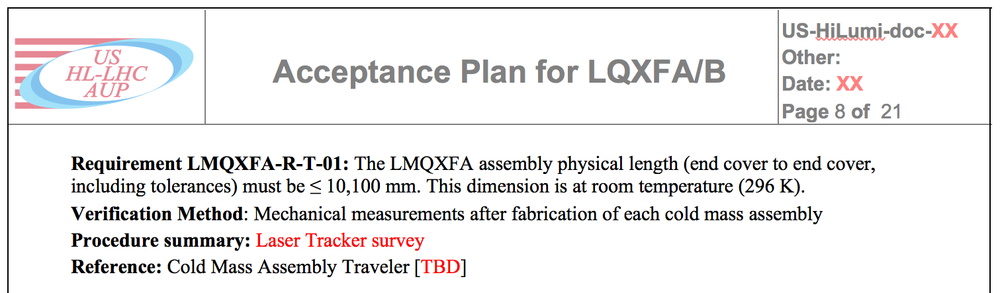 US
HL-LHC
AUP
Acceptance Plan for LQXFA/B
US-HiLumi-doc-XX
Other:
Date: XX
Page 8 of 21
Requirement LMQXFA-R-T-01: The LMQXFA assembly physical length (end cover to end cover,
including tolerances) must be ≤ 10,100 mm. This dimension is at room temperature (296 K).
Verification Method: Mechanical measurements after fabrication of each cold mass assembly
Procedure summary: Laser Tracker survey
Reference: Cold Mass Assembly Traveler [TBD]